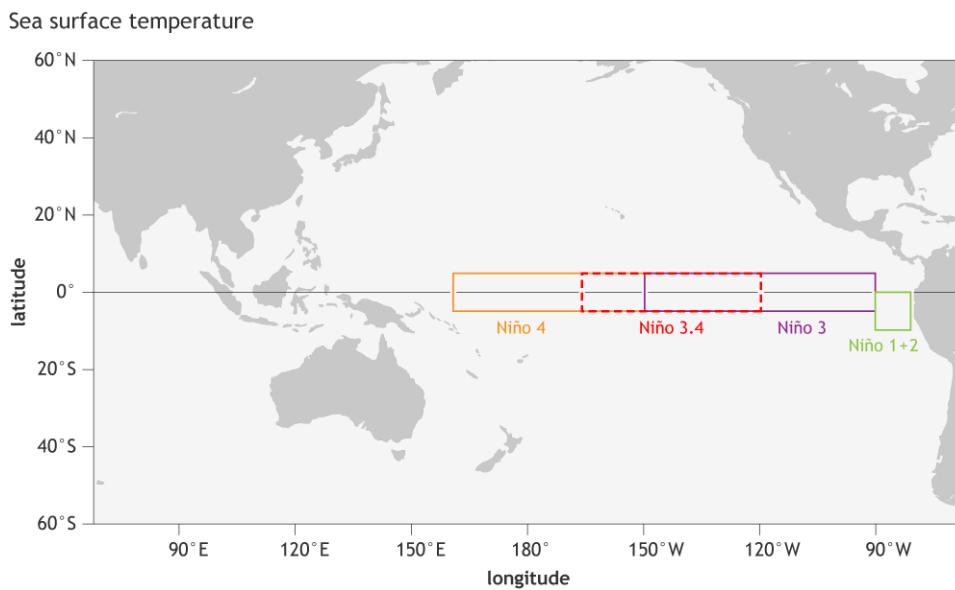 Sea surface temperature
60°N
40°N
20°N
0°
20°S
40°S
60°S
latitude
Niño 4
Niño 3.4
Niño 3
Niño 1+2
90°E
120°E
150°E
180°
150°W
120°W
90°W
longitude